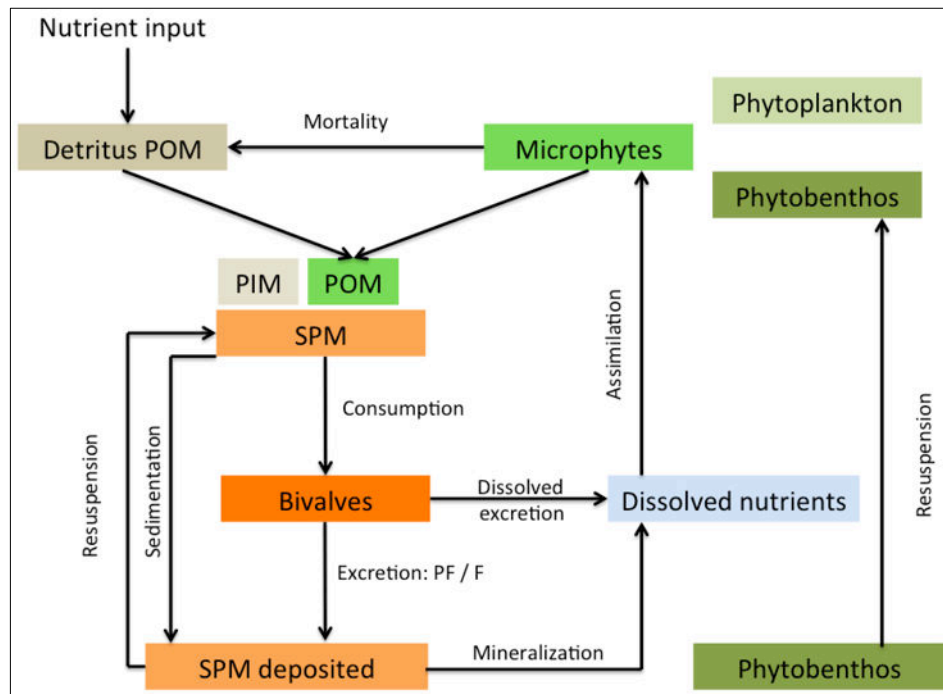 Nutrient input
Phytoplankton
Mortality
Detritus POM
Microphytes
Phytobenthos
PIM
POM
SPM
Assimilation
Consumption
Resuspension
Sedimentation
Resuspension
Bivalves
Dissolved
excretion
Dissolved nutrients
Excretion: PF / F
SPM deposited
Mineralization
Phytobenthos